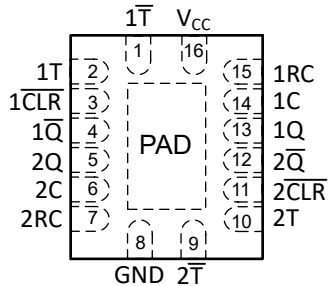 1T̅ V_CC
1 16
1T 2 15 1RC
1C̅L̅R̅ 3 14 1C
1Q̅ 4 13 1Q
PAD
2Q 5 12 2Q̅
2C 6 11 2C̅L̅R̅
2RC 7 10 2T
8 9
GND 2T̅